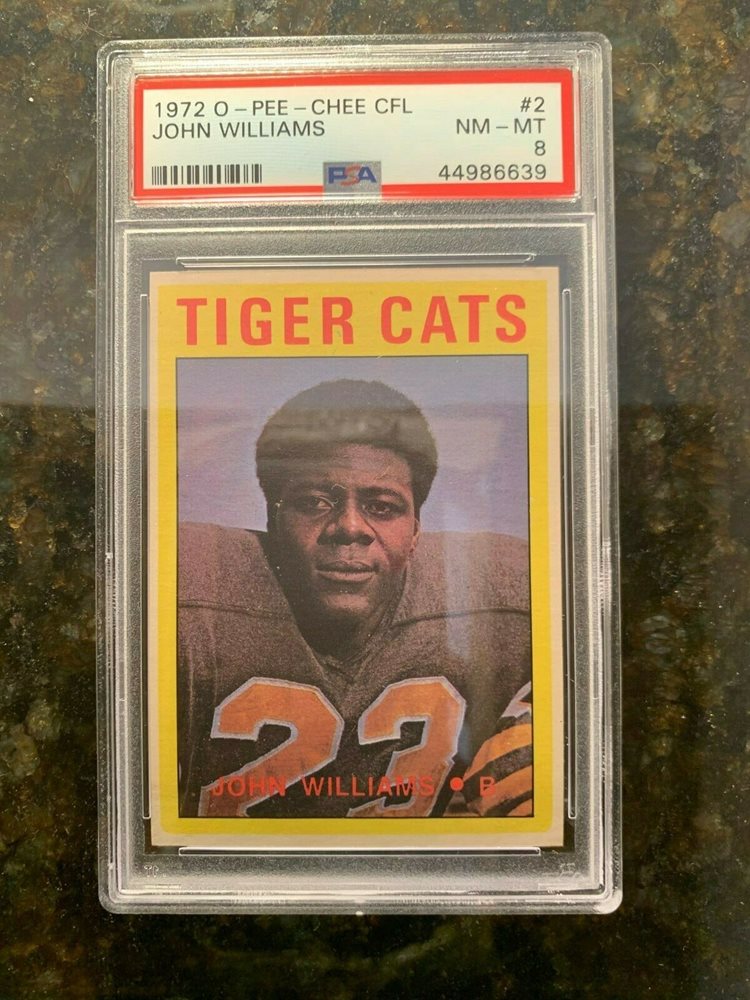 1972 O-PEE-CHEE CFL #2
JOHN WILLIAMS NM-MT
8
PSA 44986639
TIGER CATS
23
JOHN WILLIAMS • B